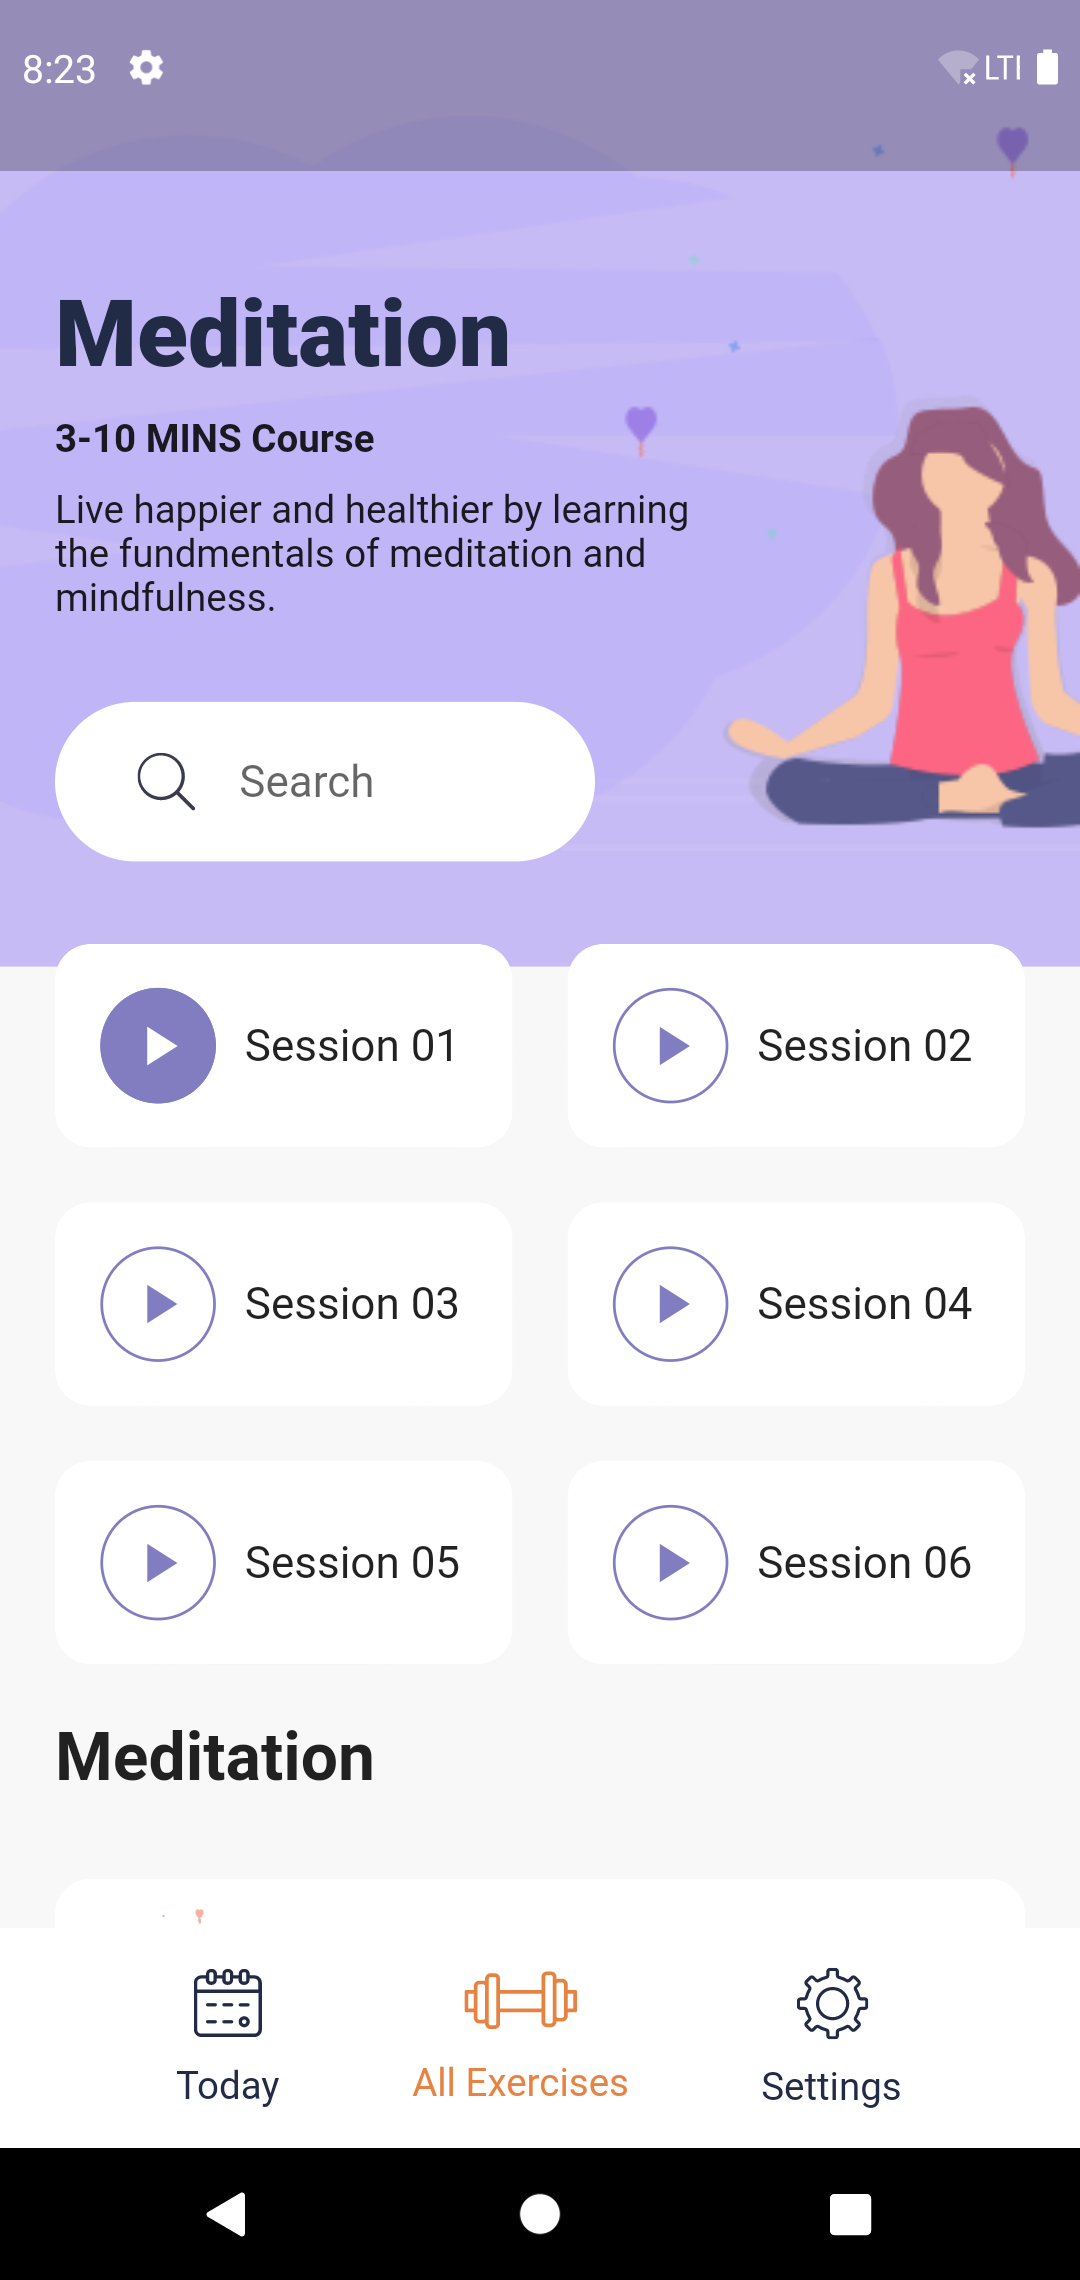 8:23
LTI
Meditation
3-10 MINS Course
Live happier and healthier by learning
the fundmentals of meditation and
mindfulness.
Search
Session 01
Session 02
Session 03
Session 04
Session 05
Session 06
Meditation
Today
All Exercises
Settings